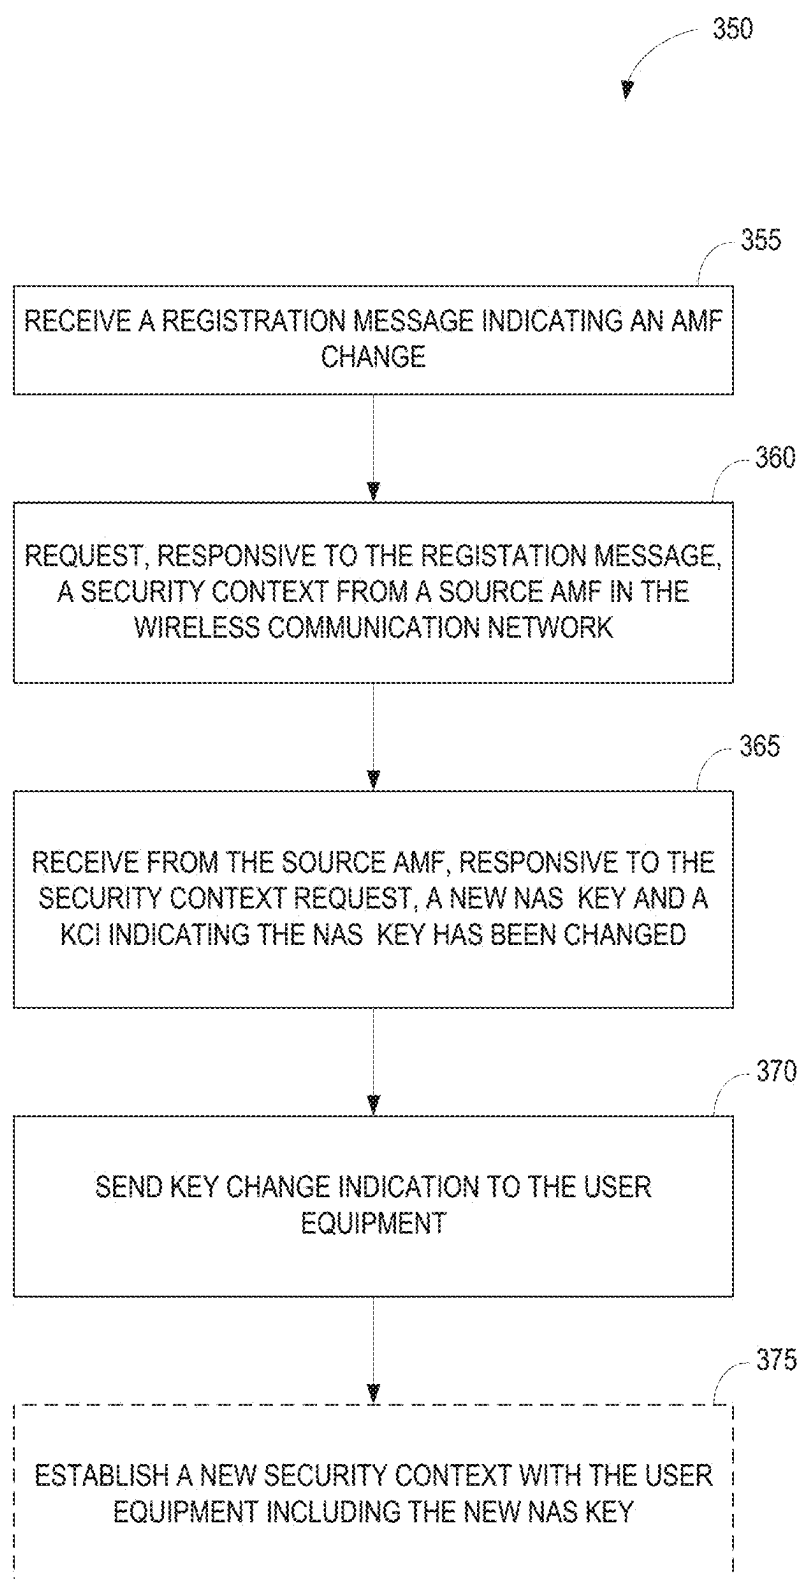 350
355
RECEIVE A REGISTRATION MESSAGE INDICATING AN AMF
CHANGE
360
REQUEST, RESPONSIVE TO THE REGISTATION MESSAGE,
A SECURITY CONTEXT FROM A SOURCE AMF IN THE
WIRELESS COMMUNICATION NETWORK
365
RECEIVE FROM THE SOURCE AMF, RESPONSIVE TO THE
SECURITY CONTEXT REQUEST, A NEW NAS KEY AND A
KCI INDICATING THE NAS KEY HAS BEEN CHANGED
370
SEND KEY CHANGE INDICATION TO THE USER
EQUIPMENT
375
ESTABLISH A NEW SECURITY CONTEXT WITH THE USER
EQUIPMENT INCLUDING THE NEW NAS KEY